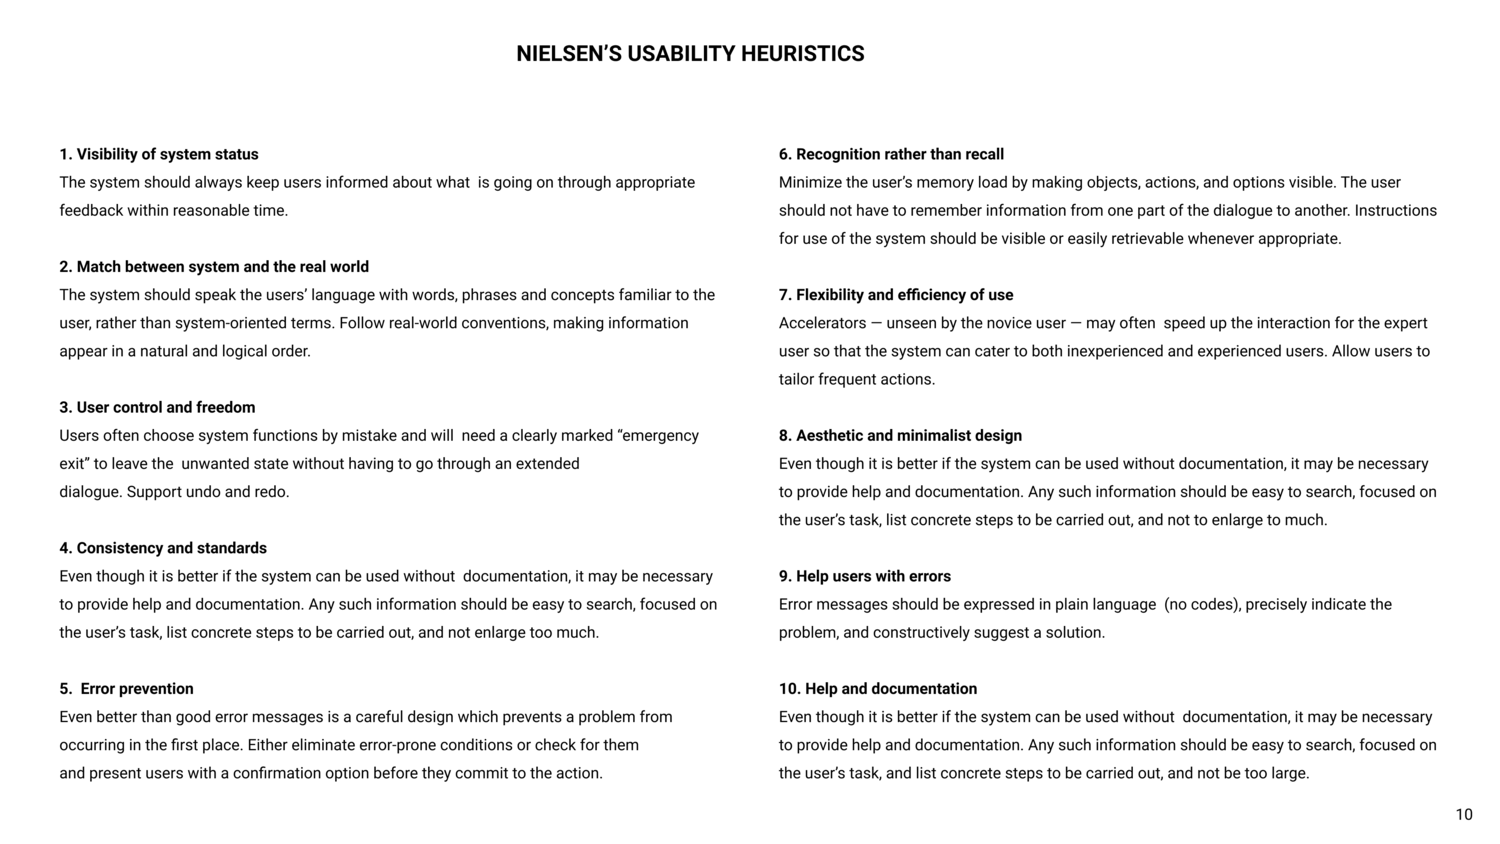 NIELSEN’S USABILITY HEURISTICS
1. Visibility of system status
The system should always keep users informed about what  is going on through appropriate
feedback within reasonable time.
2. Match between system and the real world
The system should speak the users’ language with words, phrases and concepts familiar to the
user, rather than system-oriented terms. Follow real-world conventions, making information
appear in a natural and logical order.
3. User control and freedom
Users often choose system functions by mistake and will  need a clearly marked “emergency
exit” to leave the  unwanted state without having to go through an extended
dialogue. Support undo and redo.
4. Consistency and standards
Even though it is better if the system can be used without  documentation, it may be necessary
to provide help and documentation. Any such information should be easy to search, focused on
the user’s task, list concrete steps to be carried out, and not enlarge too much.
5.  Error prevention
Even better than good error messages is a careful design which prevents a problem from
occurring in the first place. Either eliminate error-prone conditions or check for them
and present users with a confirmation option before they commit to the action.
6. Recognition rather than recall
Minimize the user’s memory load by making objects, actions, and options visible. The user
should not have to remember information from one part of the dialogue to another. Instructions
for use of the system should be visible or easily retrievable whenever appropriate.
7. Flexibility and efficiency of use
Accelerators — unseen by the novice user — may often  speed up the interaction for the expert
user so that the system can cater to both inexperienced and experienced users. Allow users to
tailor frequent actions.
8. Aesthetic and minimalist design
Even though it is better if the system can be used without documentation, it may be necessary
to provide help and documentation. Any such information should be easy to search, focused on
the user’s task, list concrete steps to be carried out, and not to enlarge to much.
9. Help users with errors
Error messages should be expressed in plain language  (no codes), precisely indicate the
problem, and constructively suggest a solution.
10. Help and documentation
Even though it is better if the system can be used without  documentation, it may be necessary
to provide help and documentation. Any such information should be easy to search, focused on
the user’s task, and list concrete steps to be carried out, and not be too large.
10